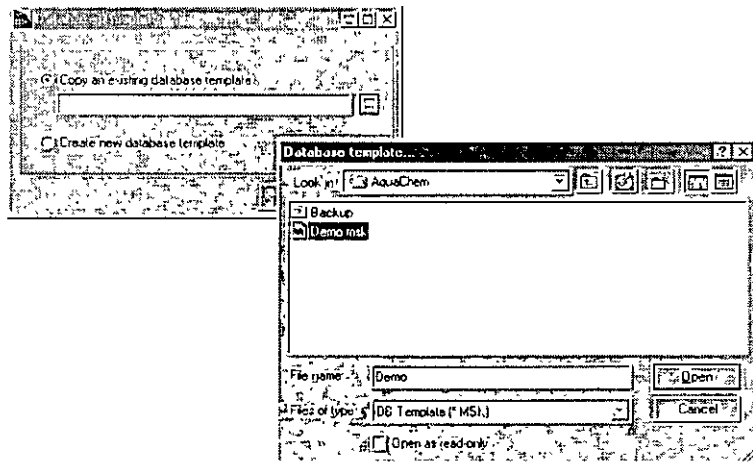 Copy an existing database template
Create new database template
Database template...
Look in: AquaChem
Backup
Demo.msk
File name: Demo
Open
Files of type: DB Template (*.MSK)
Cancel
Open as read-only